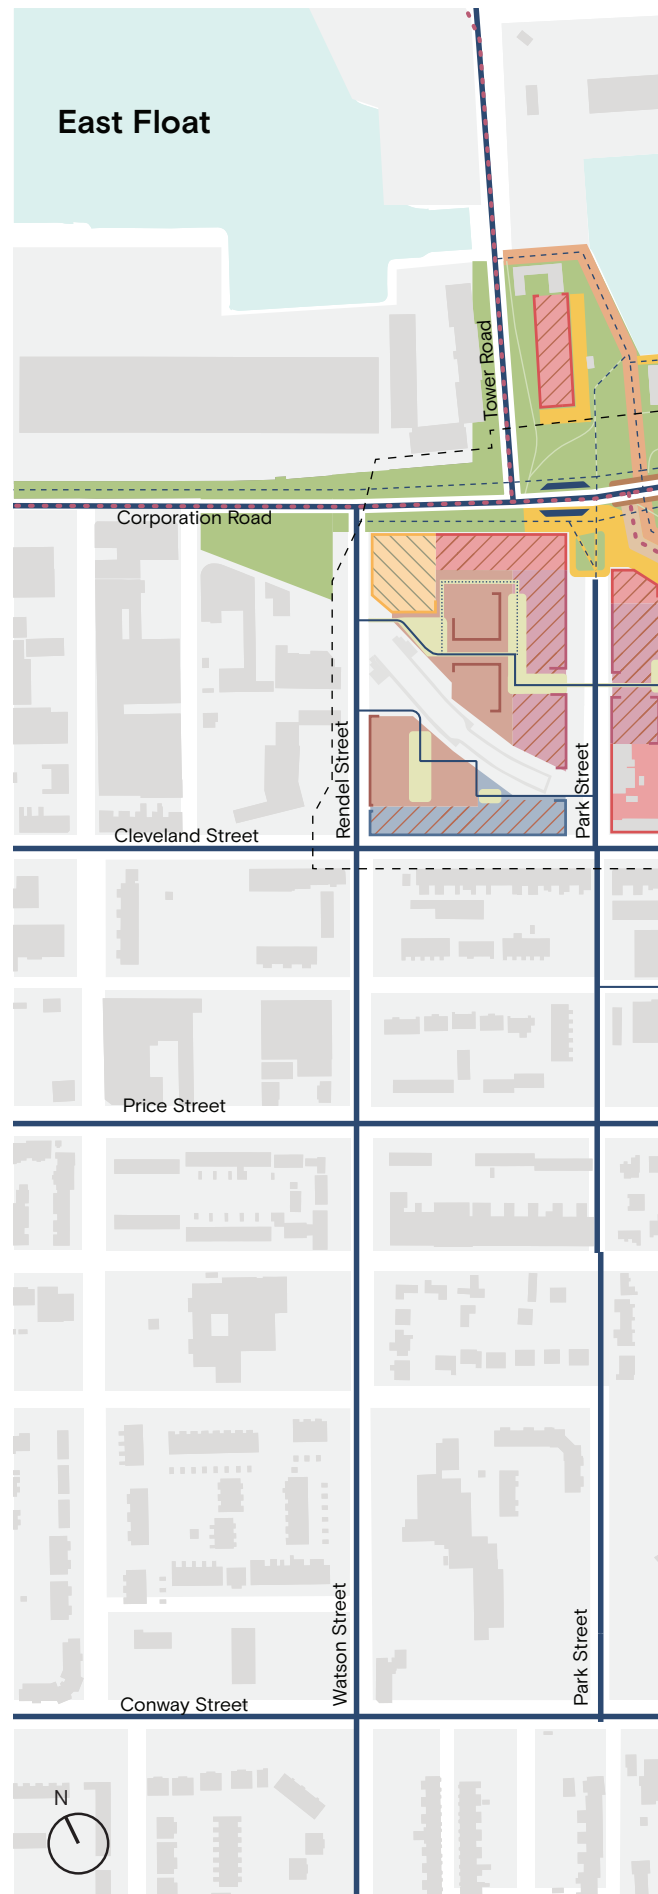 East Float
Tower Road
Corporation Road
Rendel Street
Park Street
Cleveland Street
Price Street
Watson Street
Park Street
Conway Street
N